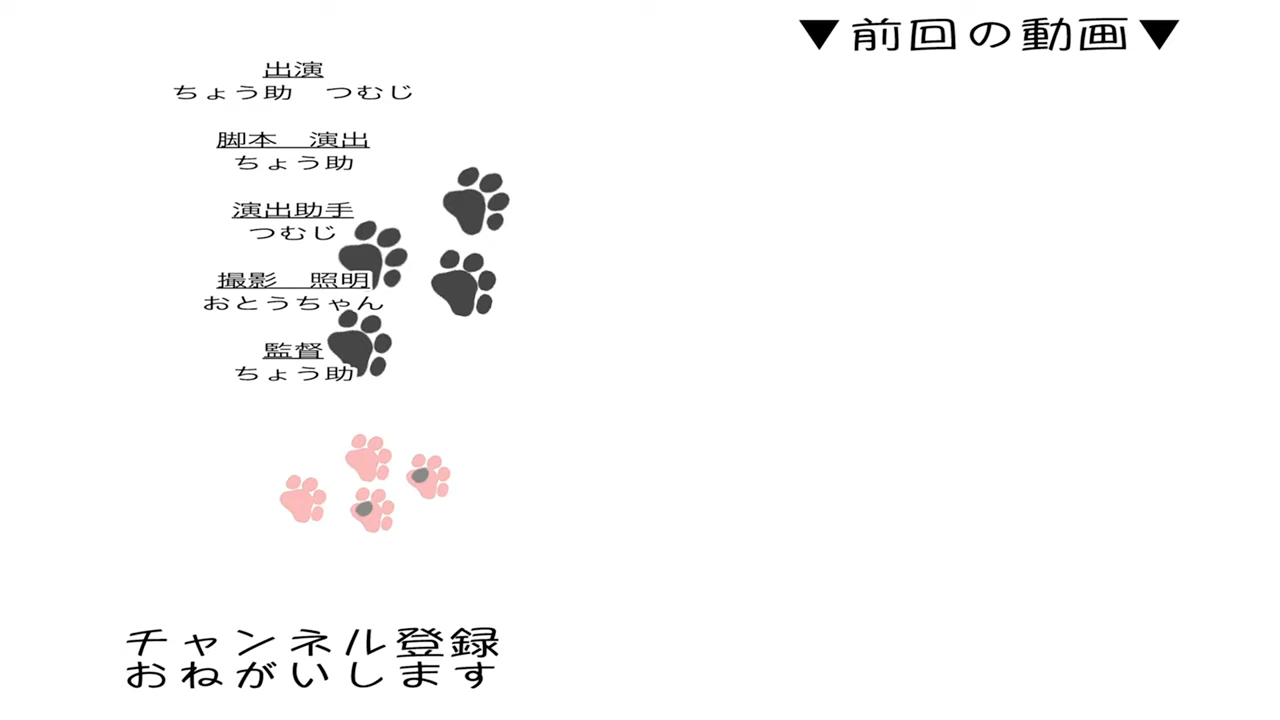 ▼前回の動画▼
出演
ちょう助　つむじ
脚本　演出
ちょう助
演出助手
つむじ
撮影　照明
おとうちゃん
監督
ちょう助
チャンネル登録
おねがいします